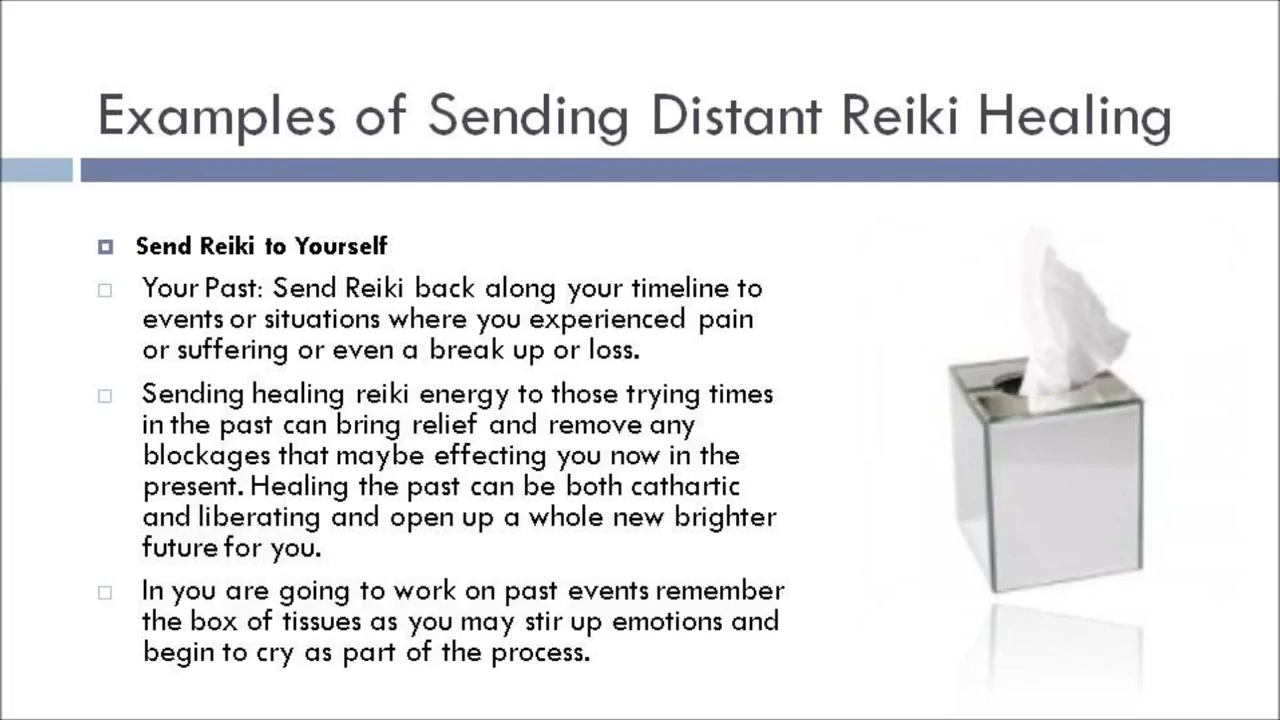 Examples of Sending Distant Reiki Healing
Send Reiki to Yourself
Your Past: Send Reiki back along your timeline to
events or situations where you experienced pain
or suffering or even a break up or loss.
Sending healing reiki energy to those trying times
in the past can bring relief and remove any
blockages that maybe effecting you now in the
present. Healing the past can be both cathartic
and liberating and open up a whole new brighter
future for you.
In you are going to work on past events remember
the box of tissues as you may stir up emotions and
begin to cry as part of the process.